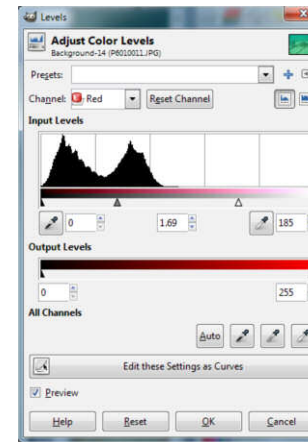 Levels
Adjust Color Levels
Background-14 (P6010011.JPG)
Presets:
Channel: Red Reset Channel
Input Levels
0 1.69 185
Output Levels
0 255
All Channels
Auto
Edit these Settings as Curves
Preview
Help Reset OK Cancel